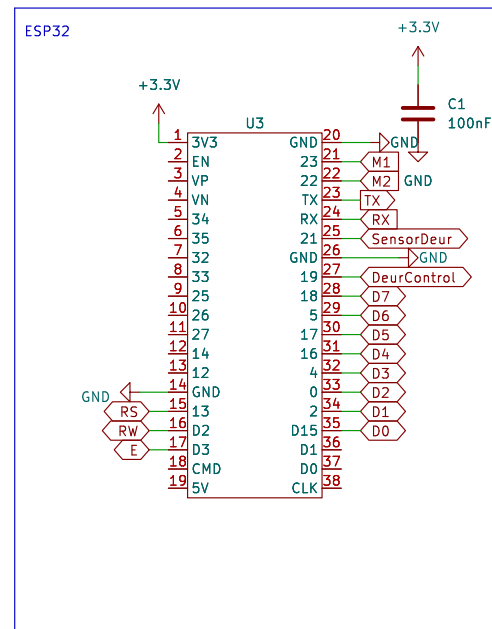 ESP32
+3.3V
+3.3V
C1
100nF
GND
U3
1 3V3 GND 20 GND
2 EN 23 21 M1
3 VP 22 22 M2
4 VN TX 23 TX
5 34 RX 24 RX
6 35 21 25 SensorDeur
7 32 GND 26 GND
8 33 19 27 DeurControl
9 25 18 28 D7
10 26 5 29 D6
11 27 17 30 D5
12 14 16 31 D4
13 12 4 32 D3
GND 14 GND 0 33 D2
RS 15 13 2 34 D1
RW 16 D2 D15 35 D0
E 17 D3 D1 36
18 CMD D0 37
19 5V CLK 38